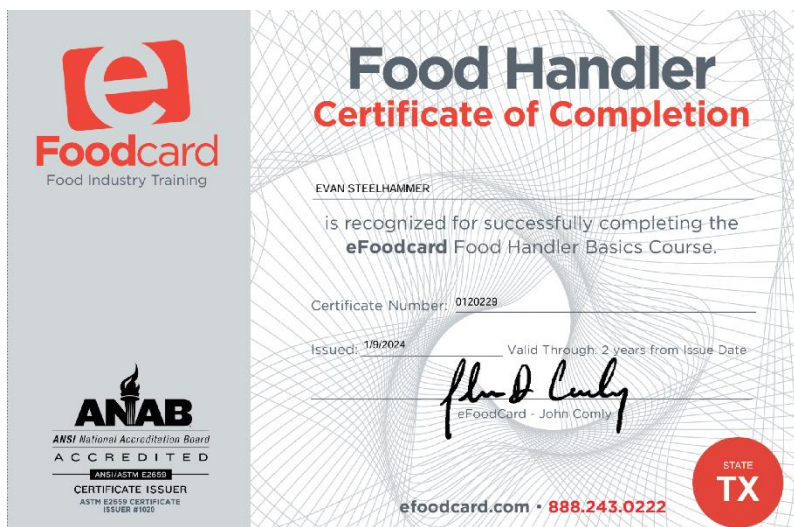 e
Foodcard
Food Industry Training
Food Handler
Certificate of Completion
EVAN STEELHAMMER
is recognized for successfully completing the
eFoodcard Food Handler Basics Course.
Certificate Number: 0120229
Issued: 1/9/2024 Valid Through: 2 years from Issue Date
John D Comly
eFoodCard - John Comly
ANAB
ANSI National Accreditation Board
ACCREDITED
ANSI/ASTM E2659
CERTIFICATE ISSUER
ASTM E2659 CERTIFICATE
ISSUER #1020
efoodcard.com • 888.243.0222
STATE
TX